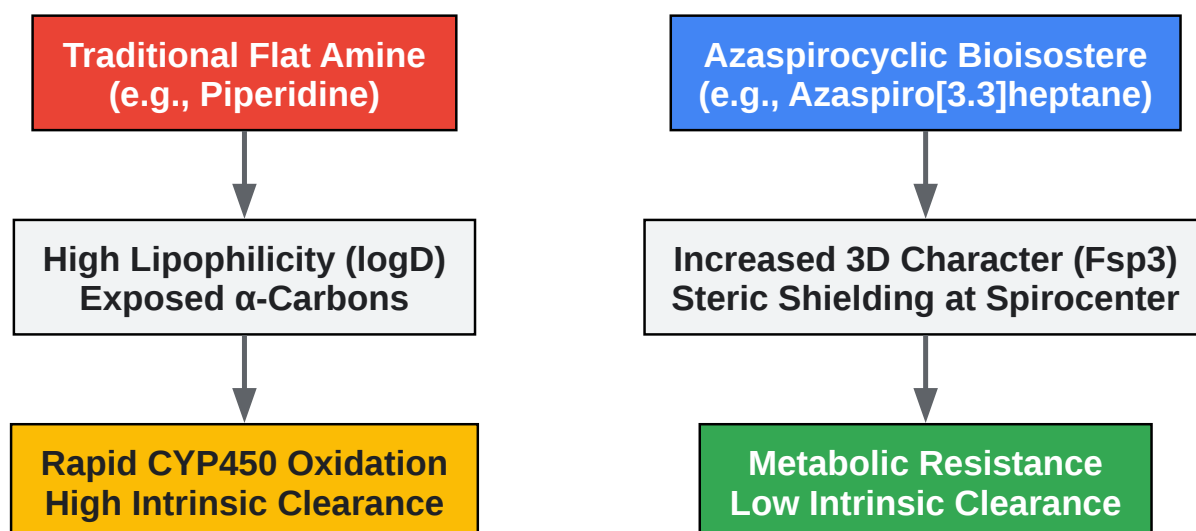 Traditional Flat Amine
(e.g., Piperidine)
High Lipophilicity (logD)
Exposed α-Carbons
Rapid CYP450 Oxidation
High Intrinsic Clearance
Azaspirocyclic Bioisostere
(e.g., Azaspiro[3.3]heptane)
Increased 3D Character (Fsp3)
Steric Shielding at Spirocenter
Metabolic Resistance
Low Intrinsic Clearance